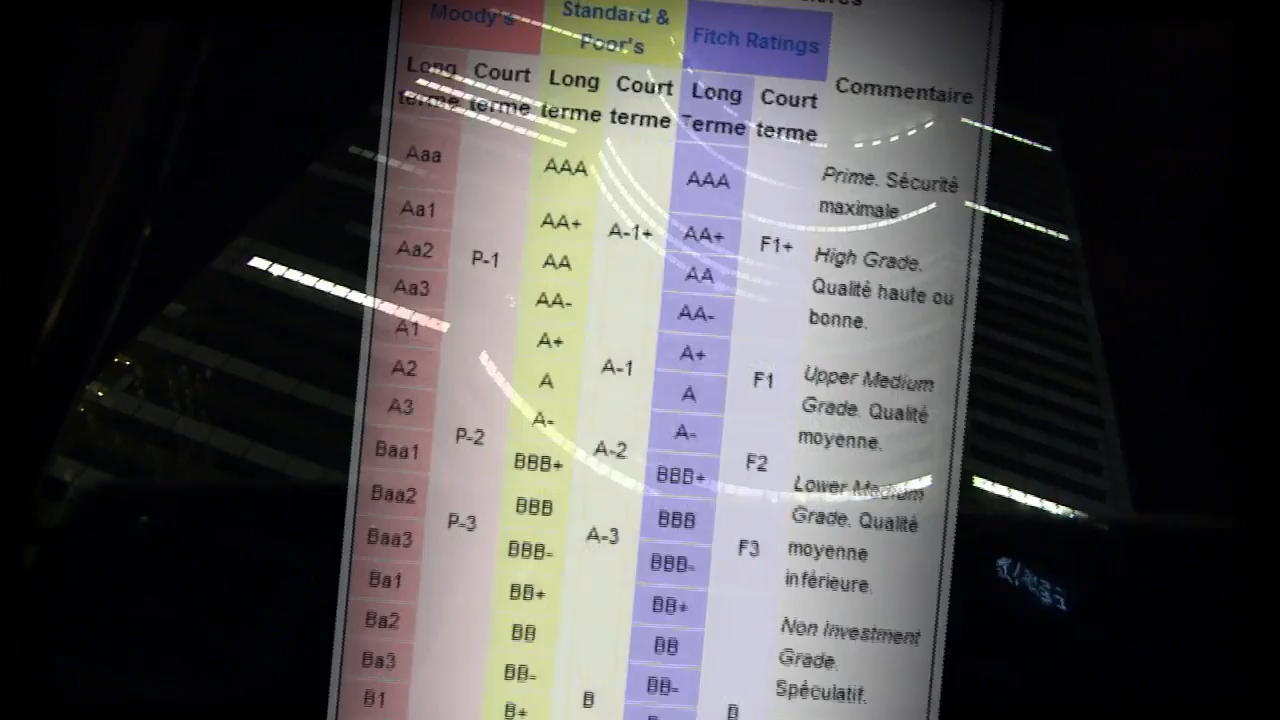 Moody's Standard & Poor's Fitch Ratings Commentaire
Long terme Court terme Long terme Court terme Long Terme Court terme
Aaa AAA AAA Prime. Sécurité maximale
Aa1 P-1 AA+ A-1+ AA+ F1+ High Grade. Qualité haute ou bonne.
Aa2 AA AA
Aa3 AA- AA-
A1 A+ A-1 A+ F1 Upper Medium Grade. Qualité moyenne.
A2 A A
A3 P-2 A- A-2 A- F2
Baa1 BBB+ BBB+ Lower Medium Grade. Qualité moyenne inférieure.
Baa2 P-3 BBB A-3 BBB F3
Baa3 BBB- BBB-
Ba1 BB+ BB+ Non Investment Grade. Spéculatif.
Ba2 BB BB
Ba3 BB- BB-
B1 B+ B B